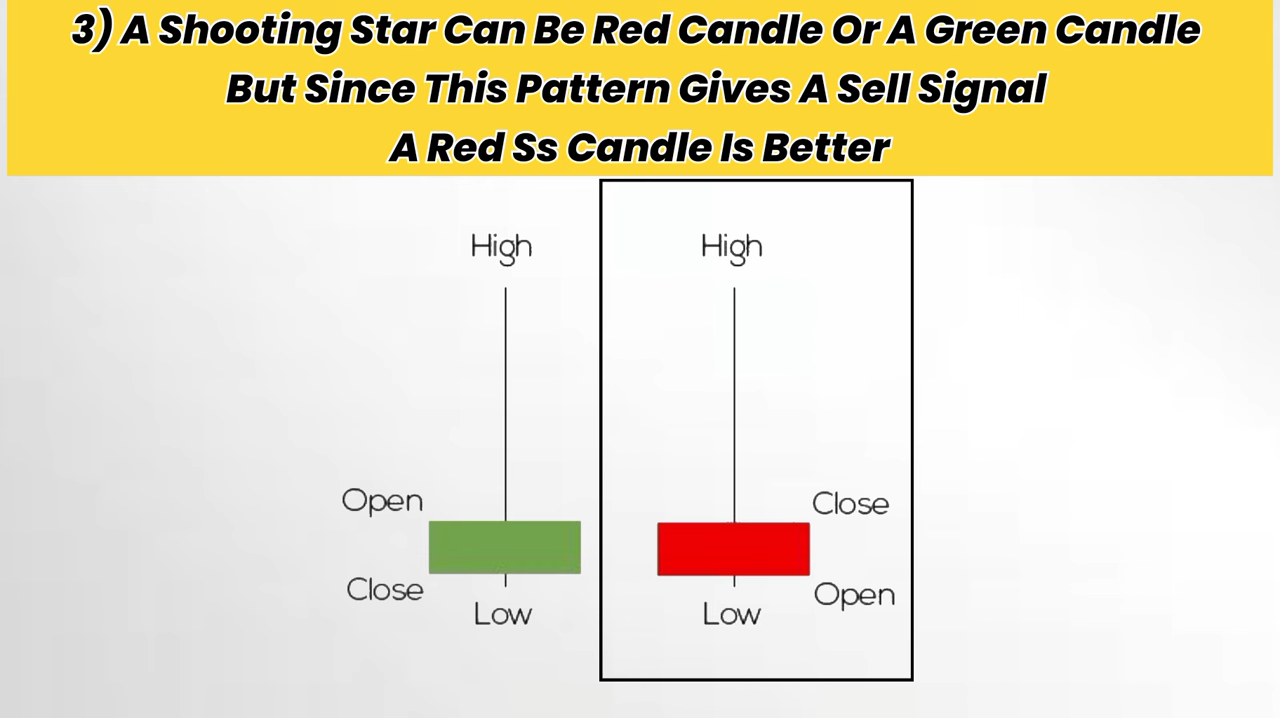 3) A Shooting Star Can Be Red Candle Or A Green Candle
But Since This Pattern Gives A Sell Signal
A Red Ss Candle Is Better
High
High
Open
Close
Close
Open
Low
Low